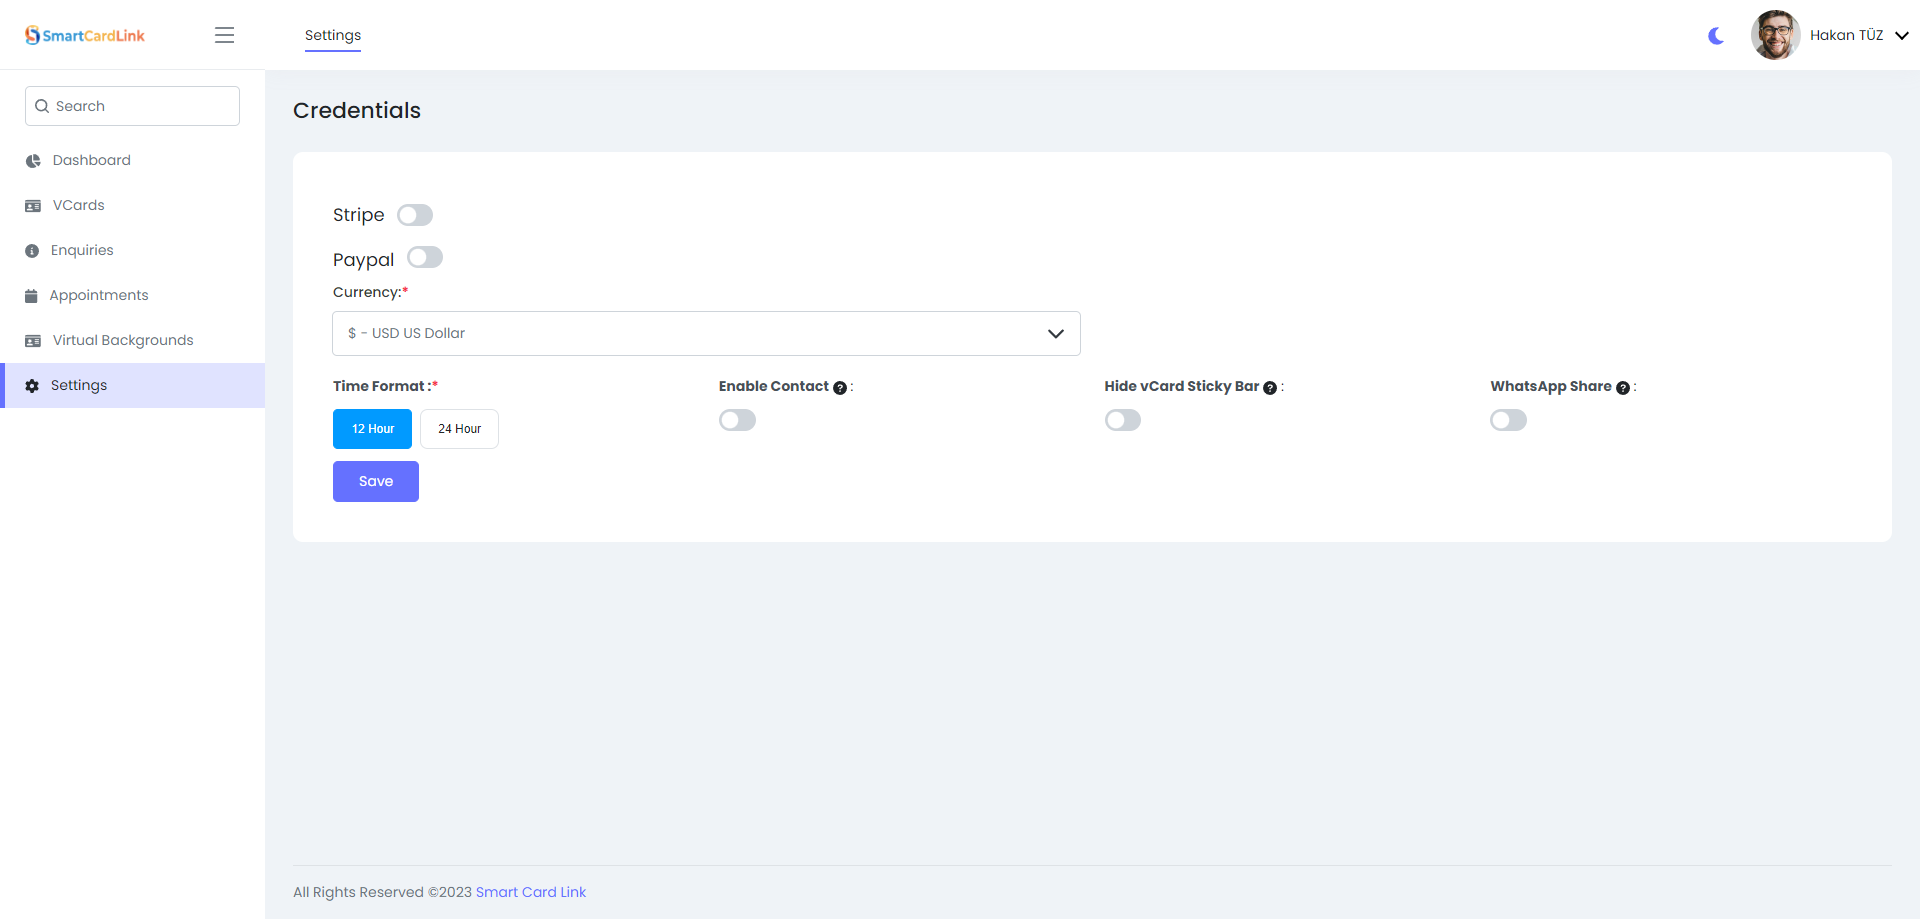 SmartCardLink
Settings
Hakan TÜZ
Search
Dashboard
VCards
Enquiries
Appointments
Virtual Backgrounds
Settings
Credentials
Stripe
Paypal
Currency:*
$ - USD US Dollar
Time Format :*
12 Hour
24 Hour
Enable Contact ? :
Hide vCard Sticky Bar ? :
WhatsApp Share ? :
Save
All Rights Reserved ©2023 Smart Card Link